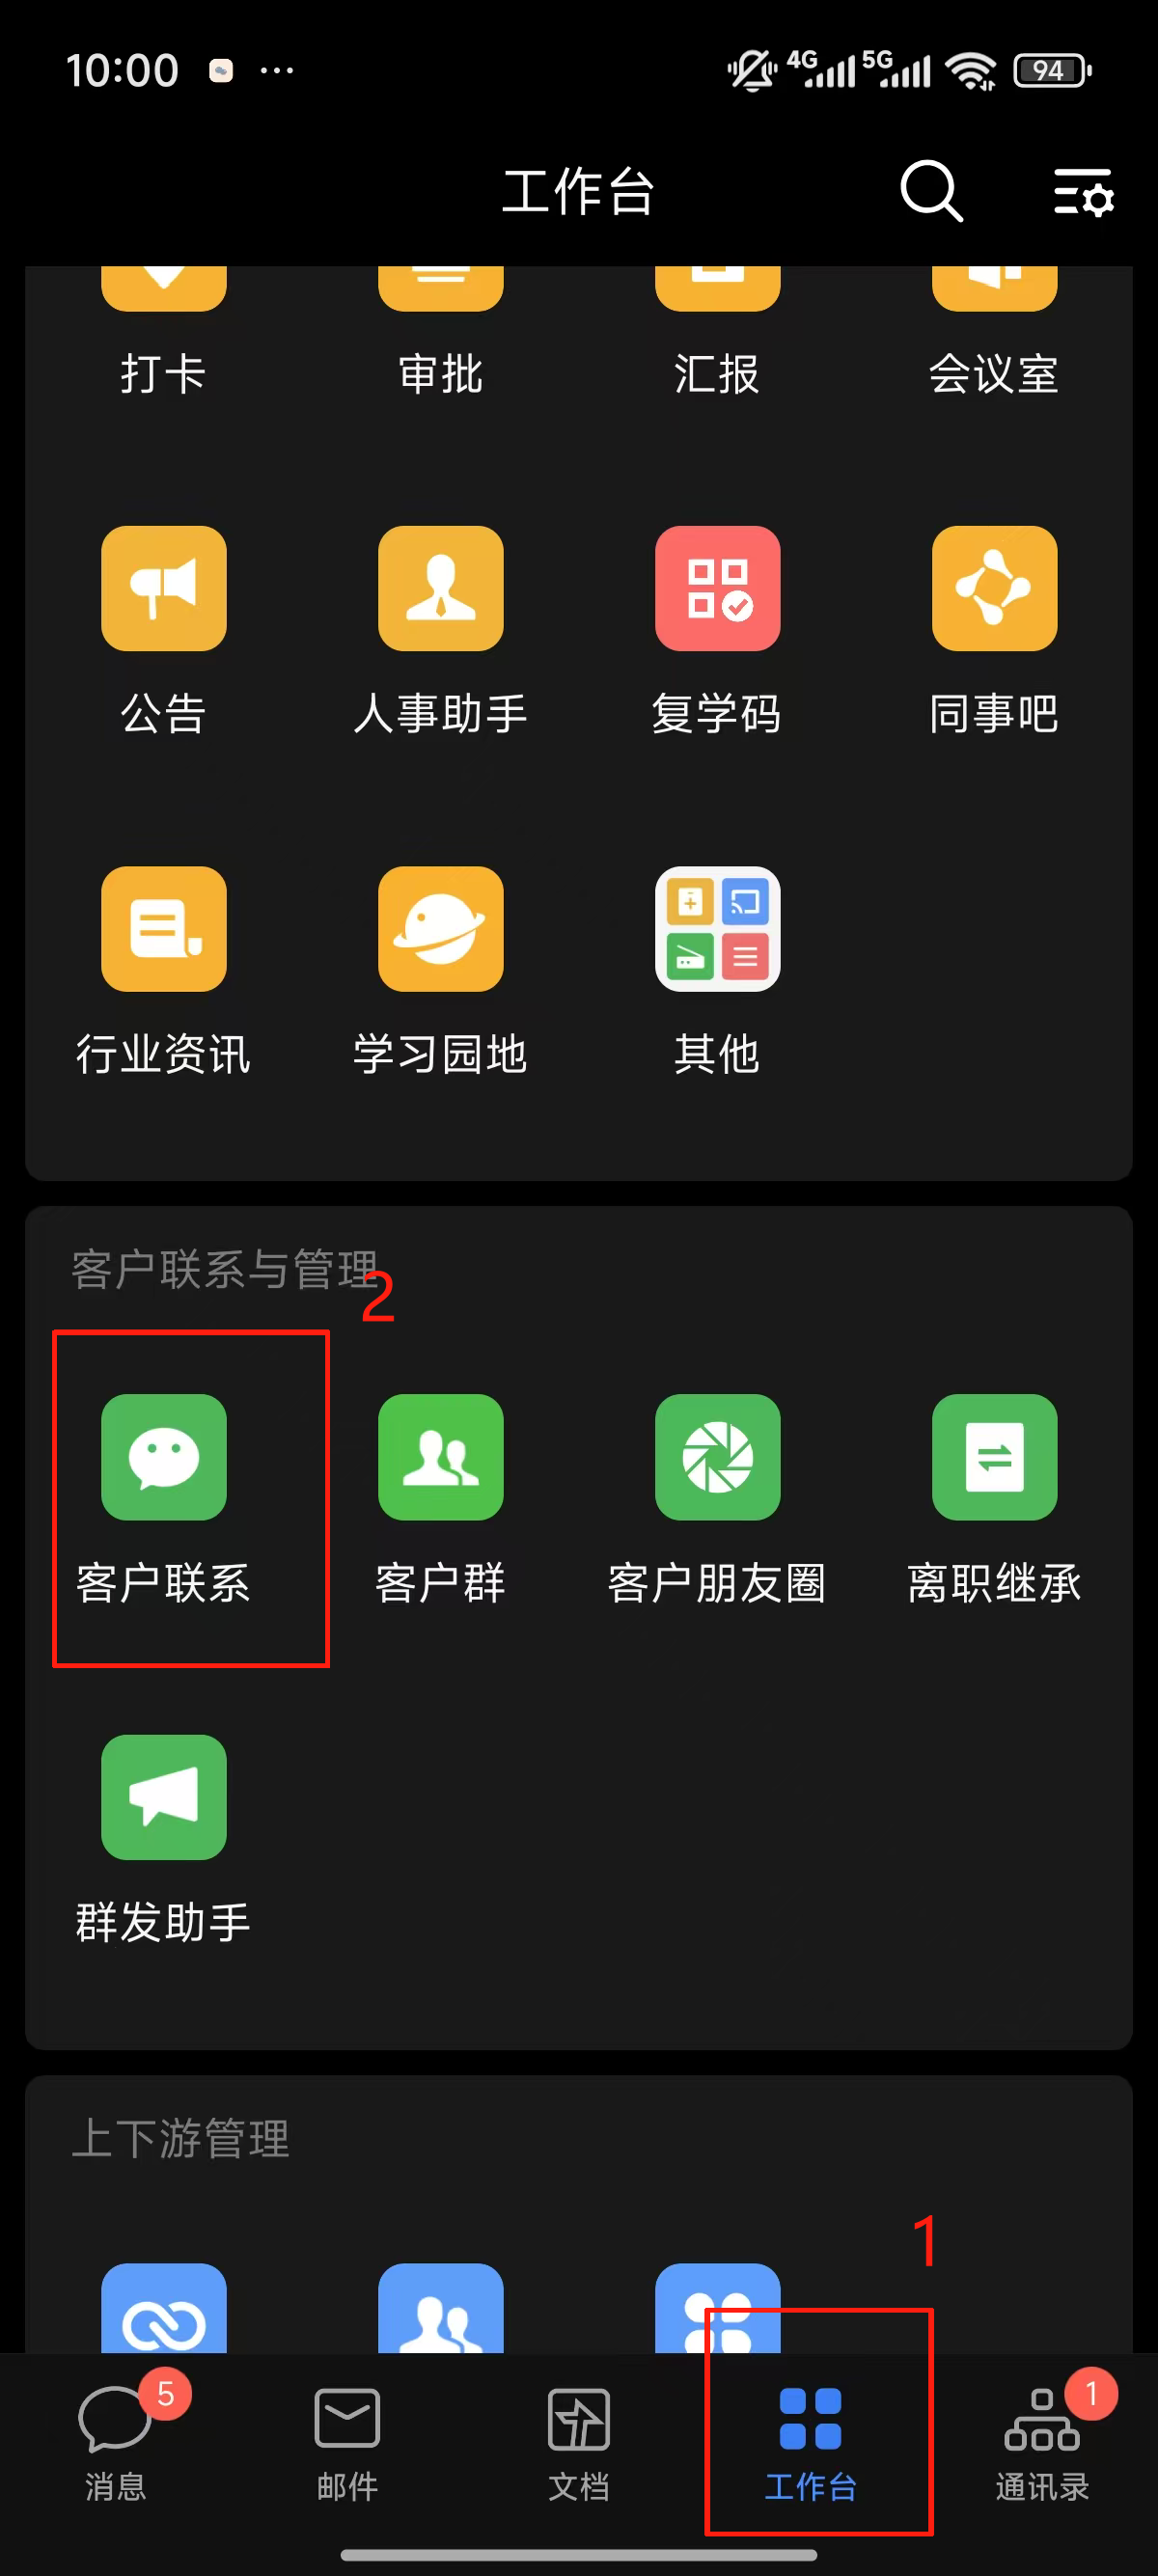 10:00 ... 4G 5G 94
工作台
打卡 审批 汇报 会议室
公告 人事助手 复学码 同事吧
行业资讯 学习园地 其他
客户联系与管理
2
客户联系 客户群 客户朋友圈 离职继承
群发助手
上下游管理
1
5 1
消息 邮件 文档 工作台 通讯录